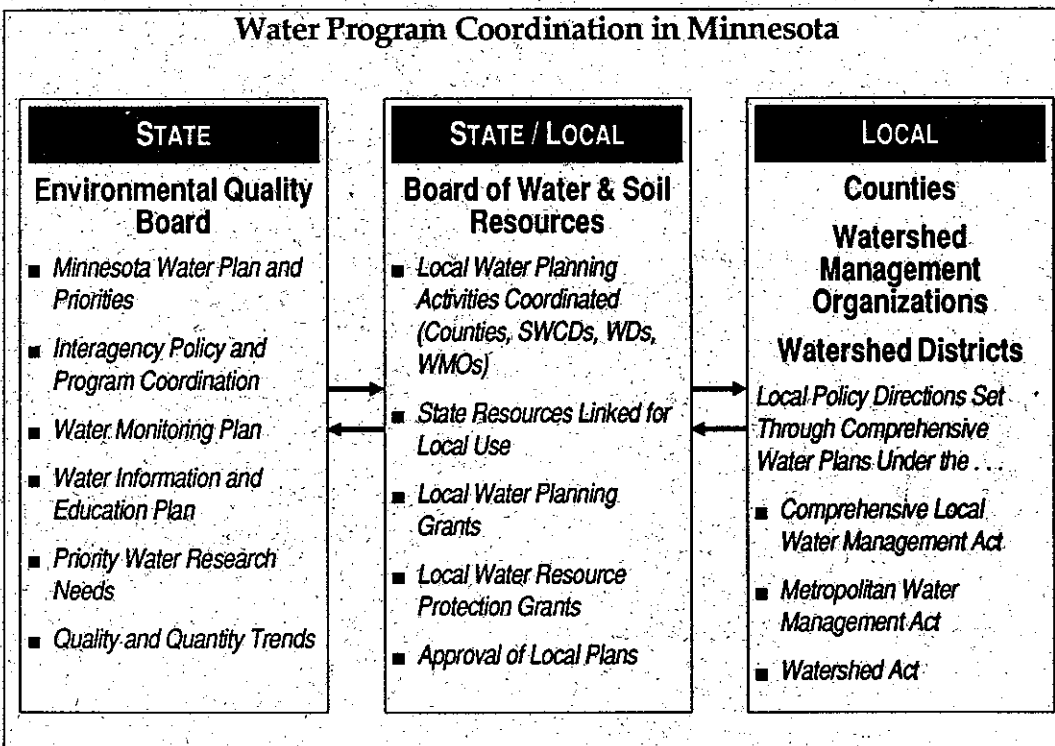 Water Program Coordination in Minnesota
STATE
Environmental Quality
Board
■ Minnesota Water Plan and
Priorities
■ Interagency Policy and
Program Coordination
■ Water Monitoring Plan
■ Water Information and
Education Plan
■ Priority Water Research
Needs
■ Quality and Quantity Trends
STATE / LOCAL
Board of Water & Soil
Resources
■ Local Water Planning
Activities Coordinated
(Counties, SWCDs, WDs,
WMOs)
■ State Resources Linked for
Local Use
■ Local Water Planning
Grants
■ Local Water Resource
Protection Grants
■ Approval of Local Plans
LOCAL
Counties
Watershed
Management
Organizations
Watershed Districts
Local Policy Directions Set
Through Comprehensive
Water Plans Under the . . .
■ Comprehensive Local
Water Management Act
■ Metropolitan Water
Management Act
■ Watershed Act